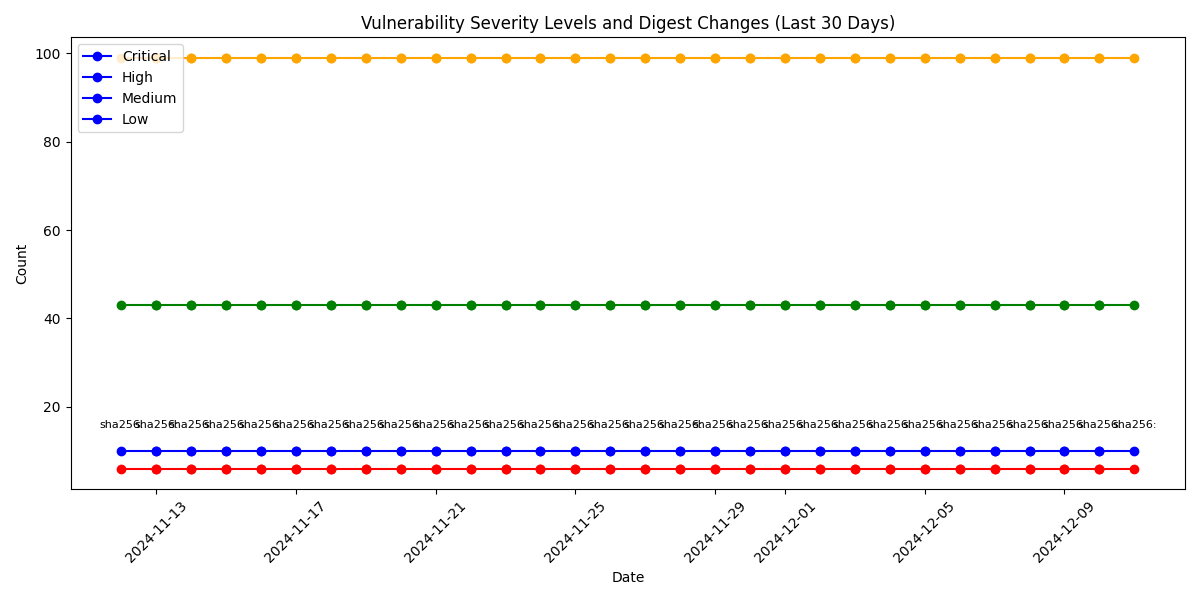 Vulnerability Severity Levels and Digest Changes (Last 30 Days)
Critical
High
Medium
Low
100
80
60
40
20
Count
sha256: sha256: sha256: sha256: sha256: sha256: sha256: sha256: sha256: sha256: sha256: sha256: sha256: sha256: sha256: sha256: sha256: sha256: sha256: sha256: sha256: sha256: sha256: sha256: sha256: sha256: sha256: sha256: sha256: sha256:
2024-11-13
2024-11-17
2024-11-21
2024-11-25
2024-11-29
2024-12-01
2024-12-05
2024-12-09
Date